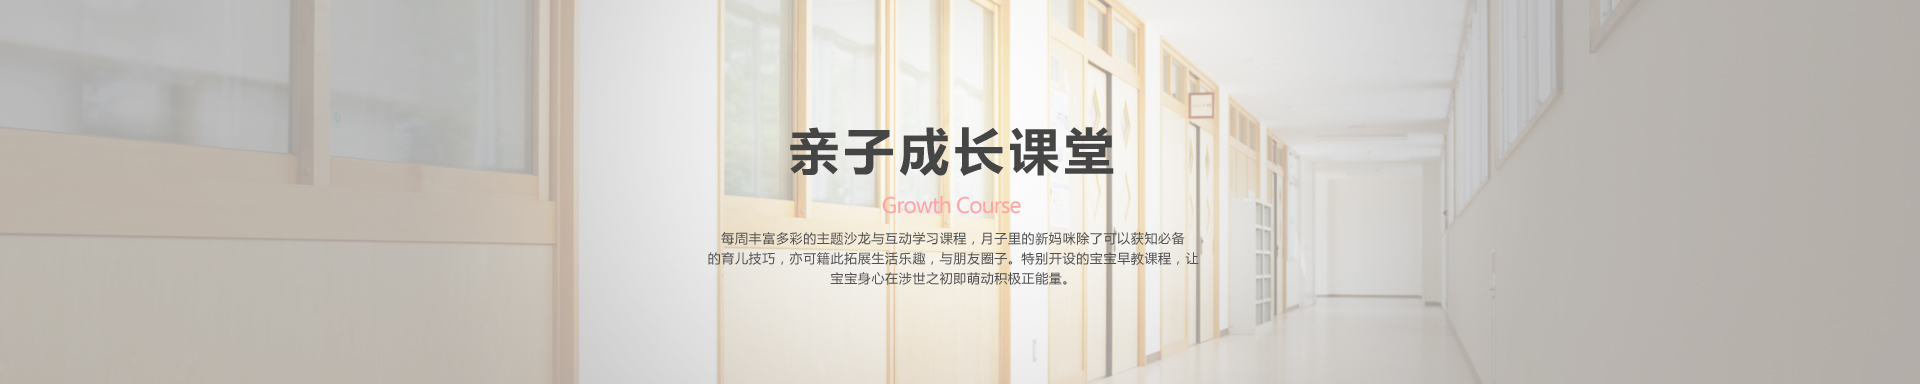 亲子成长课堂
Growth Course
每周丰富多彩的主题沙龙与互动学习课程，月子里的新妈咪除了可以获知必备
的育儿技巧，亦可籍此拓展生活乐趣，与朋友圈子。特别开设的宝宝早教课程，让
宝宝身心在涉世之初即萌动积极正能量。